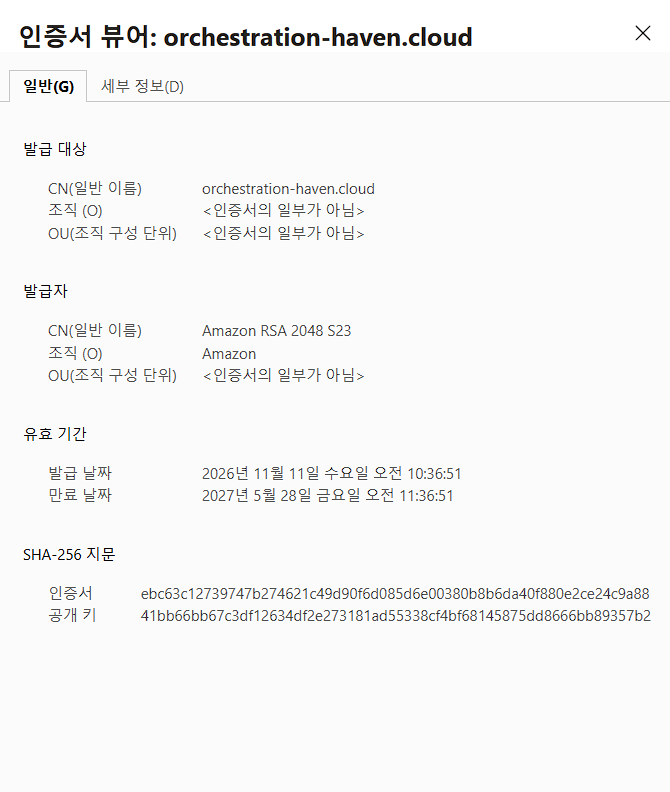 인증서 뷰어: orchestration-haven.cloud
일반(G) 세부 정보(D)
발급 대상
CN(일반 이름) orchestration-haven.cloud
조직 (O) <인증서의 일부가 아님>
OU(조직 구성 단위) <인증서의 일부가 아님>
발급자
CN(일반 이름) Amazon RSA 2048 S23
조직 (O) Amazon
OU(조직 구성 단위) <인증서의 일부가 아님>
유효 기간
발급 날짜 2026년 11월 11일 수요일 오전 10:36:51
만료 날짜 2027년 5월 28일 금요일 오전 11:36:51
SHA-256 지문
인증서 ebc63c12739747b274621c49d90f6d085d6e00380b8b6da40f880e2ce24c9a88
공개 키 41bb66bb67c3df12634df2e273181ad55338cf4bf68145875dd8666bb89357b2